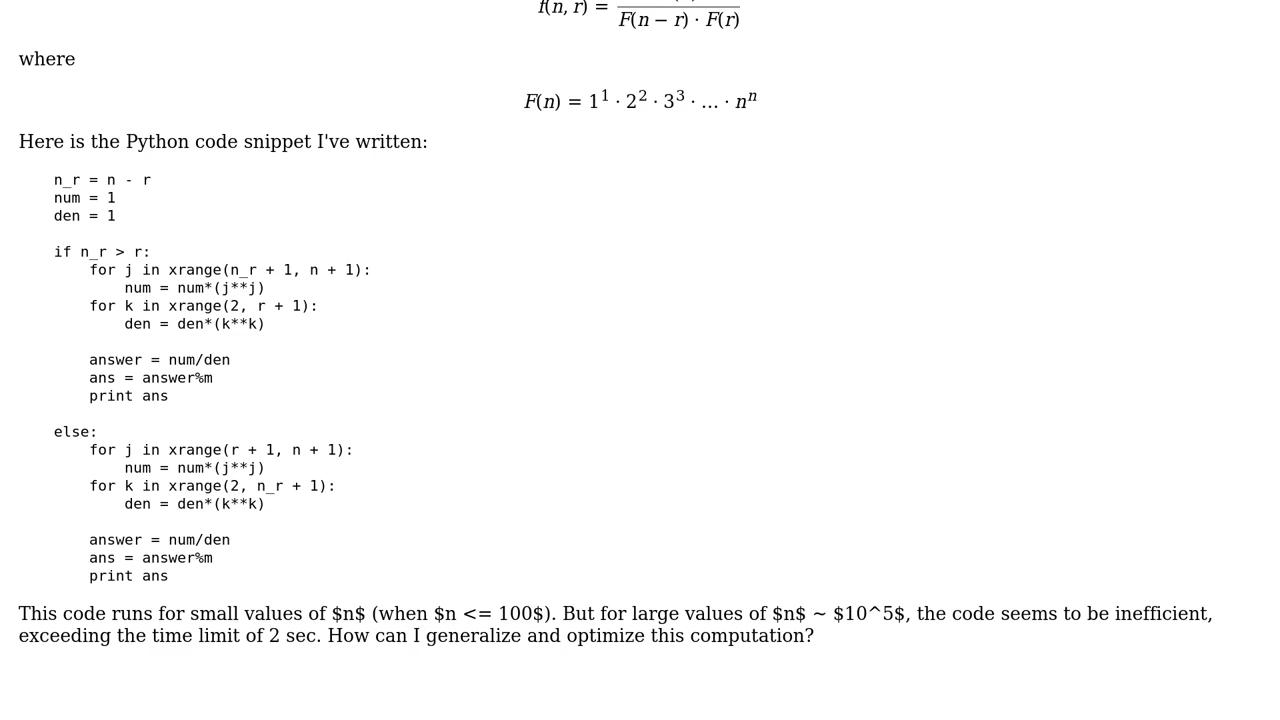 f(n, r) =
F(n − r) · F(r)
where
F(n) = 1¹ · 2² · 3³ · … · nⁿ
Here is the Python code snippet I've written:
n_r = n - r
num = 1
den = 1
if n_r > r:
    for j in xrange(n_r + 1, n + 1):
        num = num*(j**j)
    for k in xrange(2, r + 1):
        den = den*(k**k)
    answer = num/den
    ans = answer%m
    print ans
else:
    for j in xrange(r + 1, n + 1):
        num = num*(j**j)
    for k in xrange(2, n_r + 1):
        den = den*(k**k)
    answer = num/den
    ans = answer%m
    print ans
This code runs for small values of $n$ (when $n <= 100$). But for large values of $n$ ~ $10^5$, the code seems to be inefficient,
exceeding the time limit of 2 sec. How can I generalize and optimize this computation?